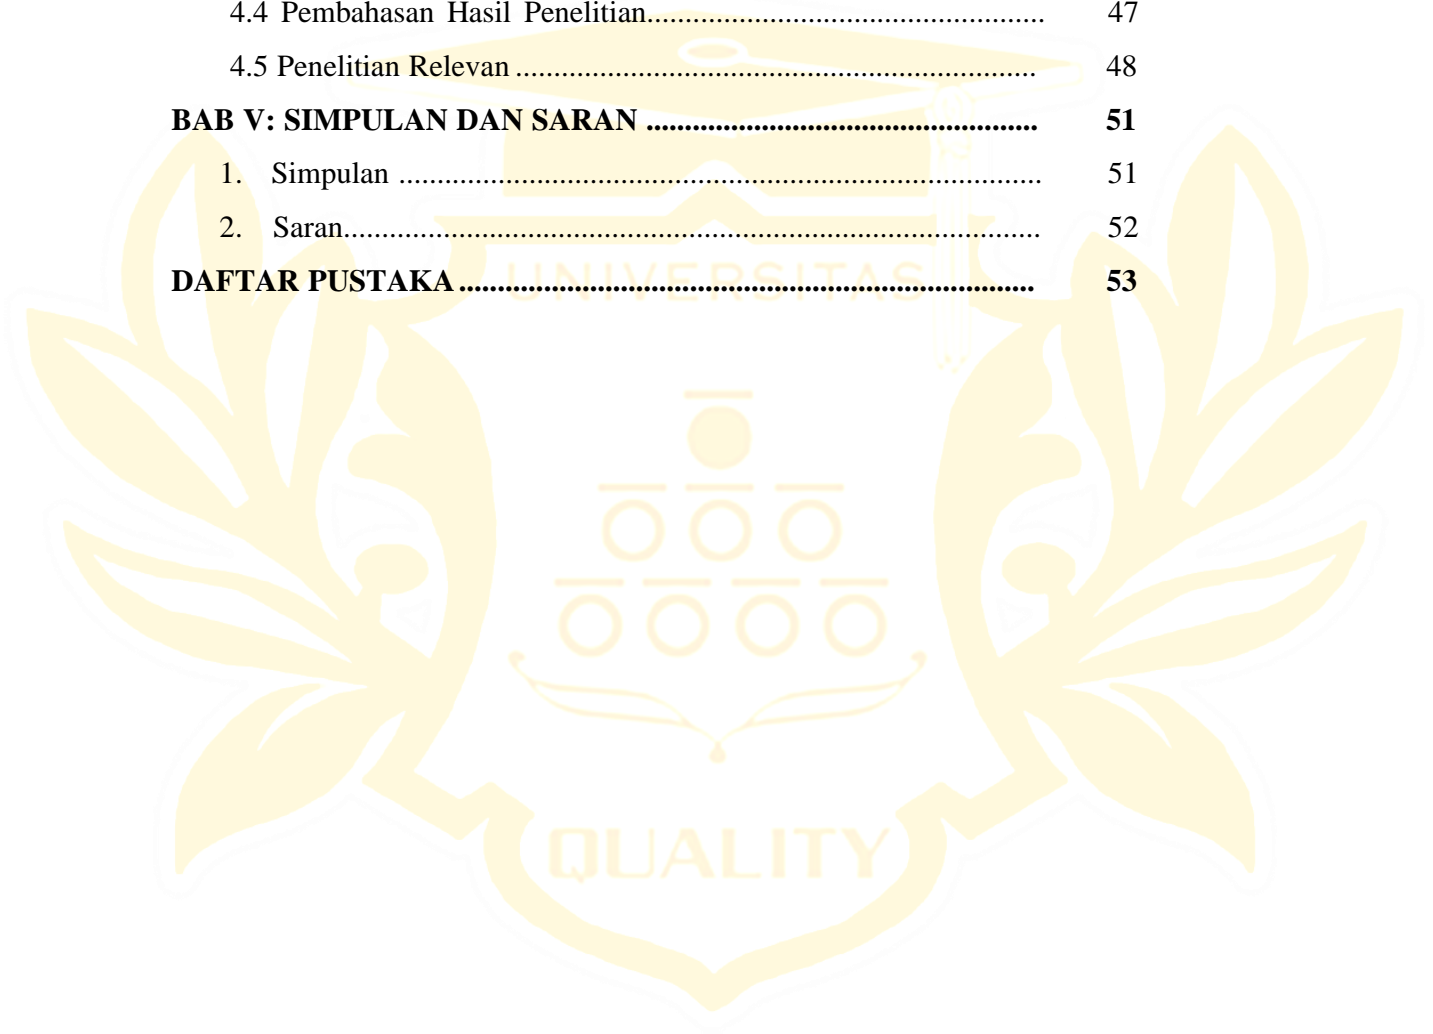 4.4 Pembahasan Hasil Penelitian.................................................... 47
4.5 Penelitian Relevan .................................................................... 48
BAB V: SIMPULAN DAN SARAN ................................................... 51
1. Simpulan .................................................................................... 51
2. Saran........................................................................................... 52
DAFTAR PUSTAKA ........................................................................... 53
UNIVERSITAS
QUALITY